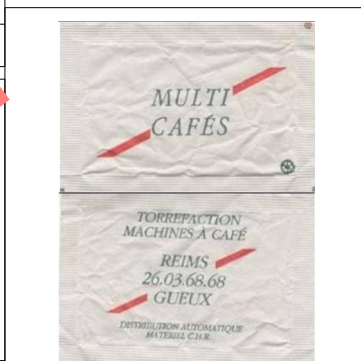 MULTI
CAFÉS
TORREFACTION
MACHINES À CAFÉ
REIMS
26.03.68.68
GUEUX
DISTRIBUTION AUTOMATIQUE
MATERIEL C.H.R.